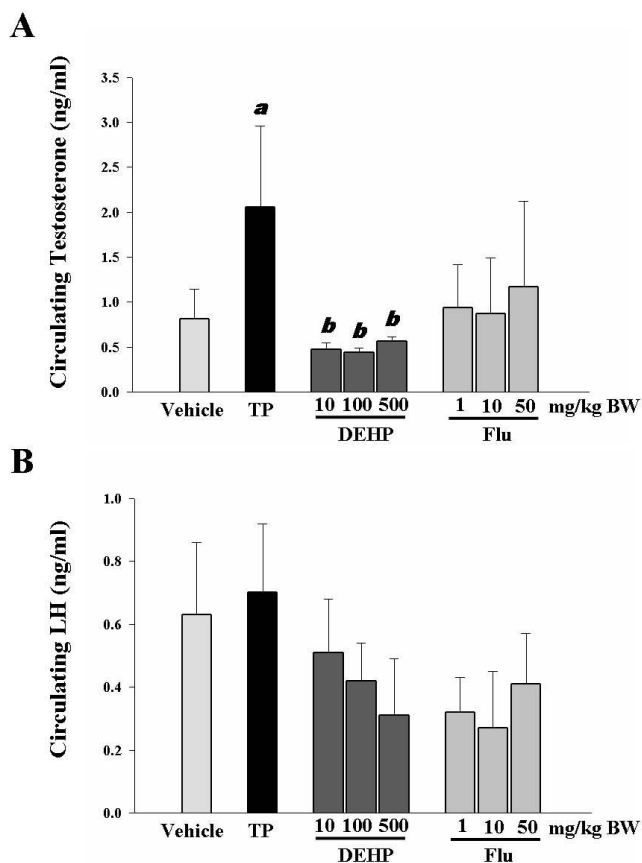 A
Circulating Testosterone (ng/ml)
3.5
3.0
2.5
2.0
1.5
1.0
0.5
0.0
a
b b b
Vehicle TP 10 100 500 1 10 50 mg/kg BW
DEHP Flu
B
Circulating LH (ng/ml)
1.0
0.8
0.6
0.4
0.2
0.0
Vehicle TP 10 100 500 1 10 50 mg/kg BW
DEHP Flu